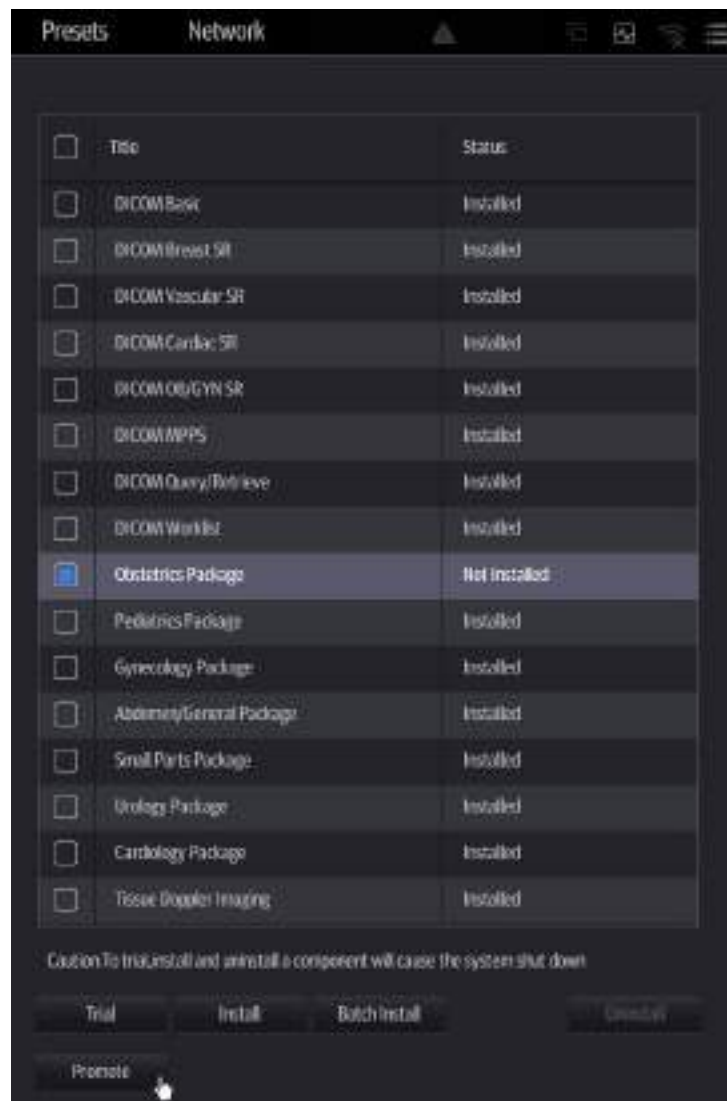 Presets Network
Title Status
DICOM Basic Installed
DICOM Breast SR Installed
DICOM Vascular SR Installed
DICOM Cardiac SR Installed
DICOM OB/GYN SR Installed
DICOM MPPS Installed
DICOM Query/Retrieve Installed
DICOM Worklist Installed
Obstetrics Package Not Installed
Pediatrics Package Installed
Gynecology Package Installed
Abdomen/General Package Installed
Small Parts Package Installed
Urology Package Installed
Cardiology Package Installed
Tissue Doppler Imaging Installed
Caution:To trial,install and uninstall a component will cause the system shut down
Trial Install Batch Install Uninstall
Promote